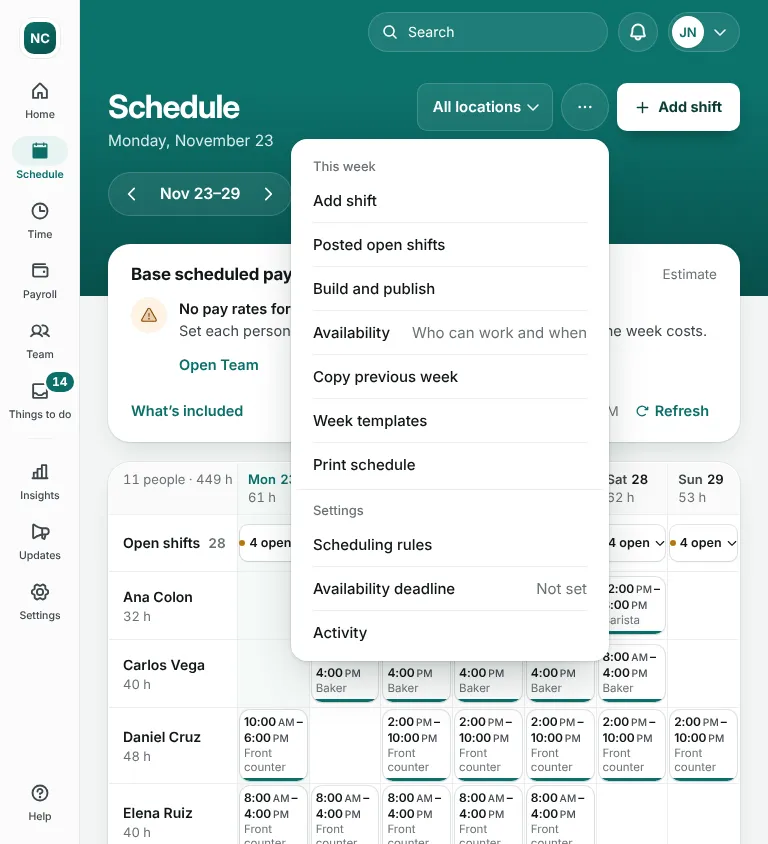 NC
Search
JN
Home
Schedule
Time
Payroll
Team
14
Things to do
Insights
Updates
Settings
Help
Schedule
Monday, November 23
All locations
Add shift
Nov 23–29
This week
Add shift
Posted open shifts
Build and publish
Availability Who can work and when
Copy previous week
Week templates
Print schedule
Settings
Scheduling rules
Availability deadline Not set
Activity
Base scheduled pay
Estimate
No pay rates for
Set each person
week costs.
Open Team
What's included
Refresh
11 people · 449 h
Mon
61 h
28
62 h
Sun 29
53 h
Open shifts 28
4 open
4 open
4 open
Ana Colon
32 h
PM–
PM
Carlos Vega
40 h
4:00 PM
Baker
4:00 PM
Baker
4:00 PM
Baker
4:00 PM
Baker
8:00 AM–
4:00 PM
Baker
Daniel Cruz
48 h
10:00 AM–
6:00 PM
Front
counter
2:00 PM–
10:00 PM
Front
counter
2:00 PM–
10:00 PM
Front
counter
2:00 PM–
10:00 PM
Front
counter
2:00 PM–
10:00 PM
Front
counter
2:00 PM–
10:00 PM
Front
counter
Elena Ruiz
40 h
8:00 AM–
4:00 PM
Front
counter
8:00 AM–
4:00 PM
Front
counter
8:00 AM–
4:00 PM
Front
counter
8:00 AM–
4:00 PM
Front
counter
8:00 AM–
4:00 PM
Front
counter